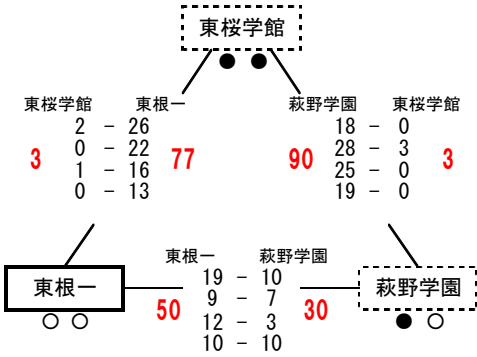 東桜学館
● ●
東桜学館 東根一
2 - 26
0 - 22
1 - 16
0 - 13
3 77
萩野学園 東桜学館
18 - 0
28 - 3
25 - 0
19 - 0
90 3
東根一
○ ○
東根一 萩野学園
19 - 10
9 - 7
12 - 3
10 - 10
50 30
萩野学園
● ○